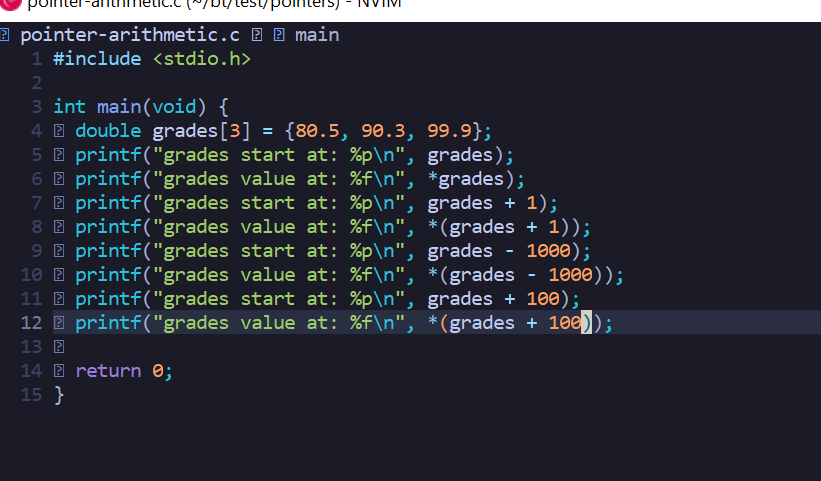 pointer-arithmetic.c (~/bt/test/pointers) - NVIM
pointer-arithmetic.c main
1 #include <stdio.h>
2
3 int main(void) {
4 double grades[3] = {80.5, 90.3, 99.9};
5 printf("grades start at: %p\n", grades);
6 printf("grades value at: %f\n", *grades);
7 printf("grades start at: %p\n", grades + 1);
8 printf("grades value at: %f\n", *(grades + 1));
9 printf("grades start at: %p\n", grades - 1000);
10 printf("grades value at: %f\n", *(grades - 1000));
11 printf("grades start at: %p\n", grades + 100);
12 printf("grades value at: %f\n", *(grades + 100));
13
14 return 0;
15 }